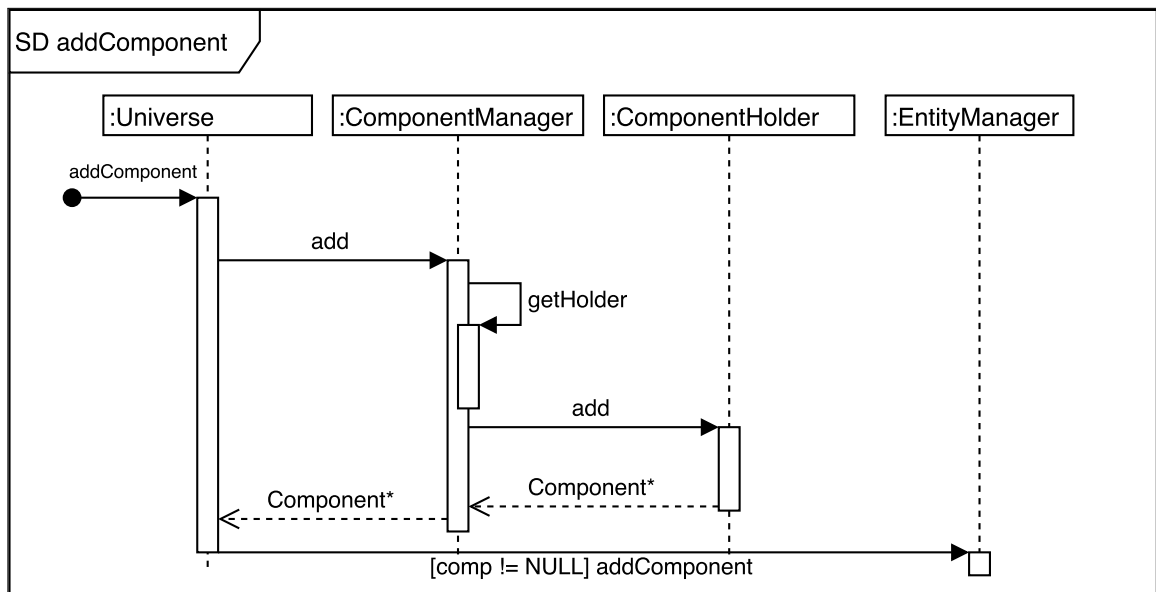 SD addComponent
:Universe
:ComponentManager
:ComponentHolder
:EntityManager
addComponent
add
getHolder
add
Component*
Component*
[comp != NULL] addComponent